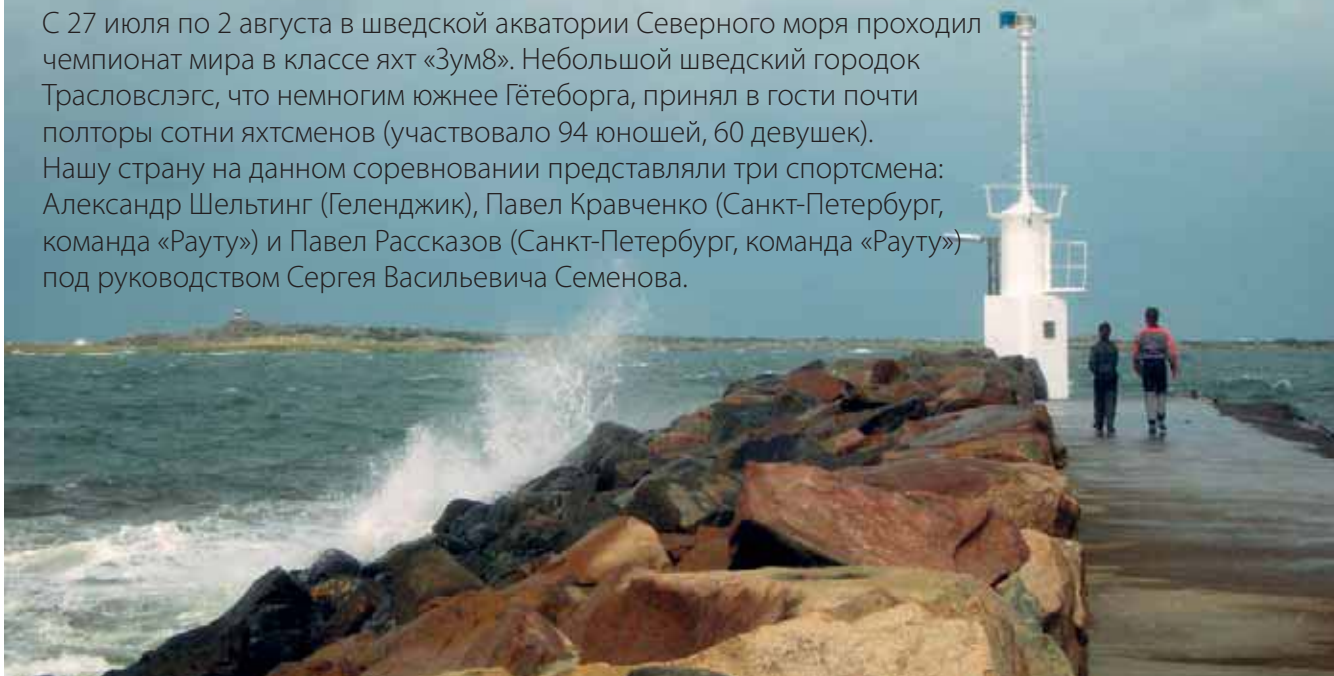 С 27 июля по 2 августа в шведской акватории Северного моря проходил
чемпионат мира в классе яхт «Зум8». Небольшой шведский городок
Трасловслэгс, что немногим южнее Гётеборга, принял в гости почти
полторы сотни яхтсменов (участвовало 94 юношей, 60 девушек).
Нашу страну на данном соревновании представляли три спортсмена:
Александр Шельтинг (Геленджик), Павел Кравченко (Санкт-Петербург,
команда «Рауту») и Павел Рассказов (Санкт-Петербург, команда «Рауту»)
под руководством Сергея Васильевича Семенова.